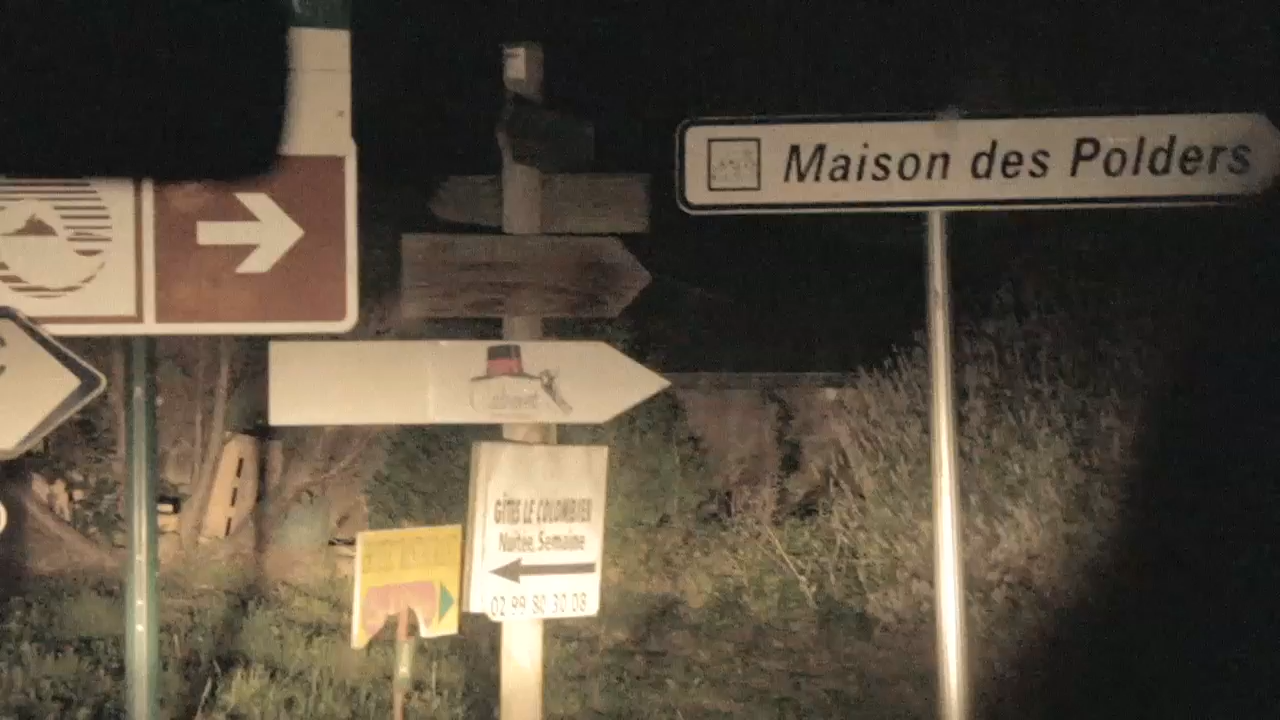 Maison des Polders
GÎTES LE COLOMBIER
Nuitée, Semaine
02 99 80 30 08